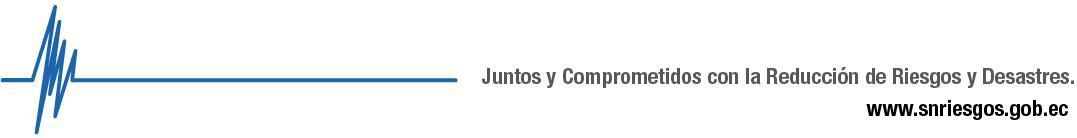 Juntos y Comprometidos con la Reducción de Riesgos y Desastres.
www.snriesgos.gob.ec